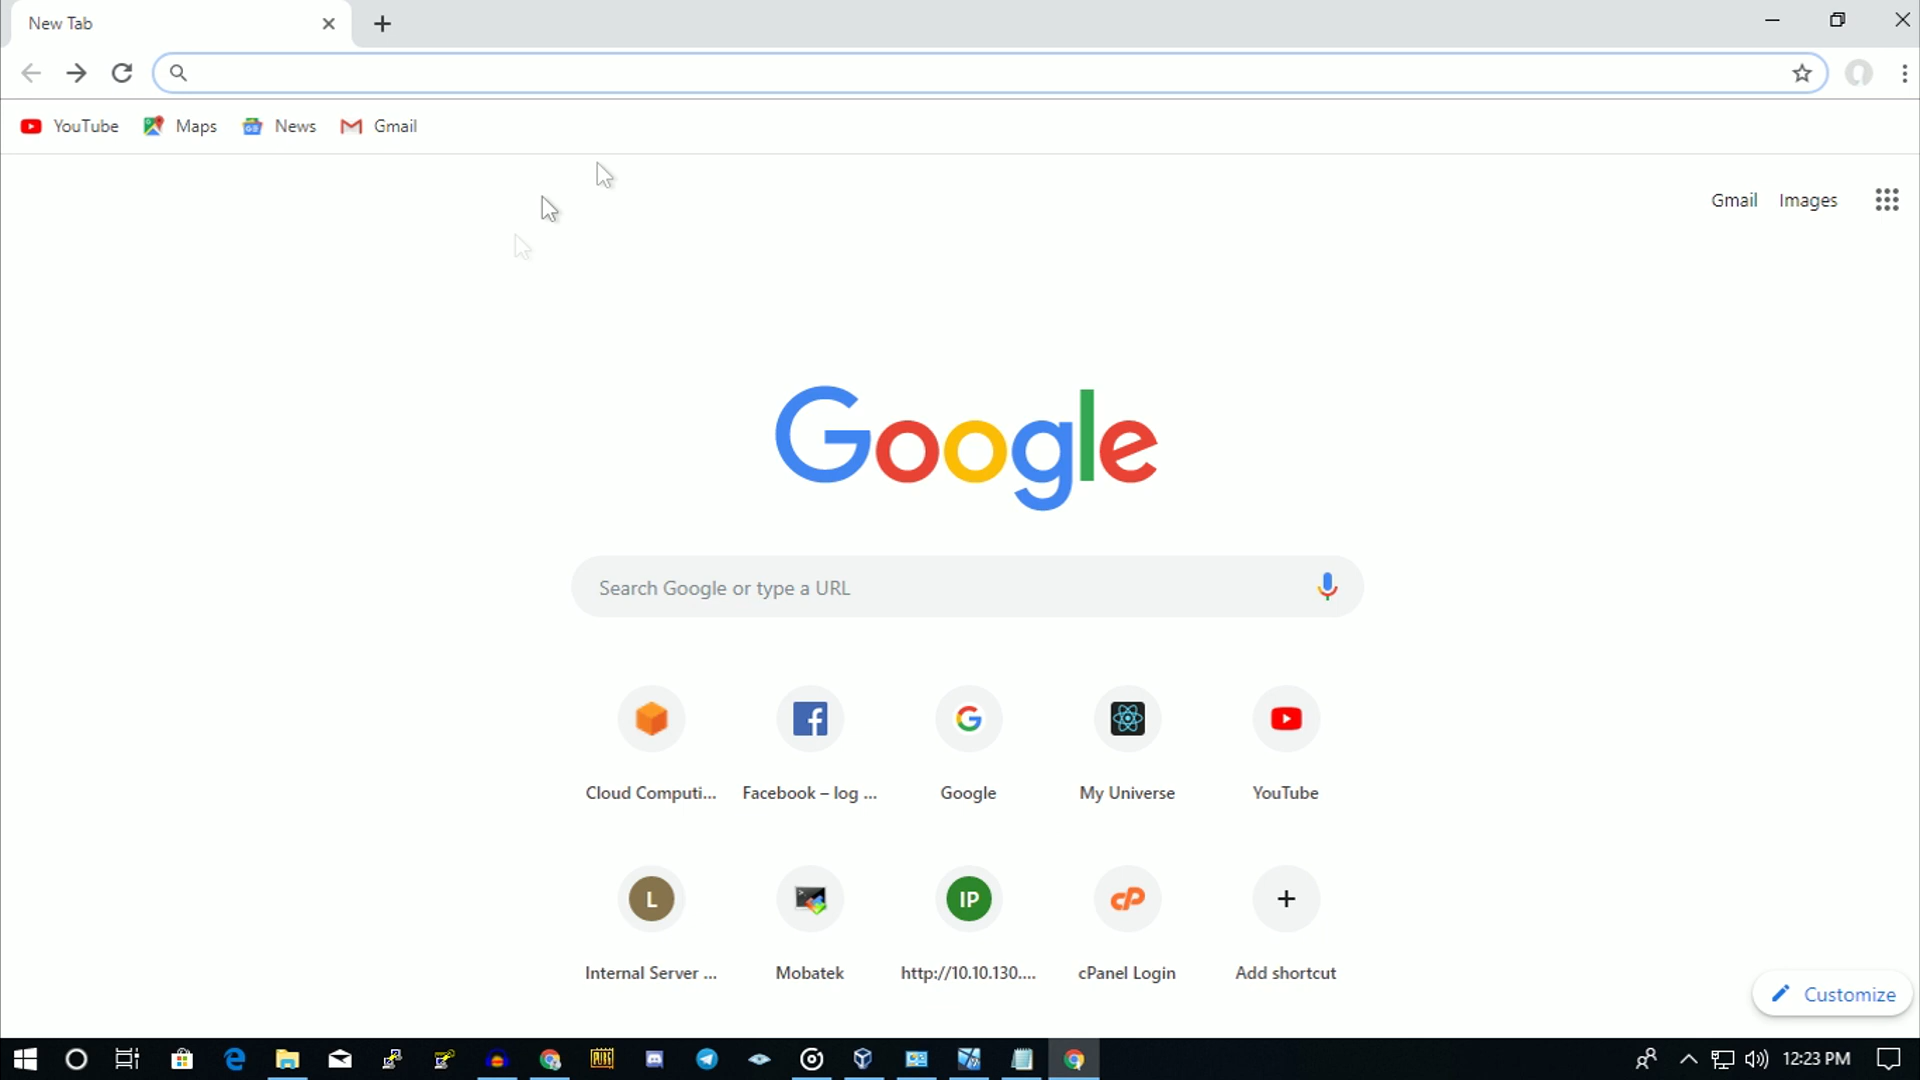 New Tab
YouTube Maps News Gmail
Gmail Images
Google
Search Google or type a URL
Cloud Computi... Facebook – log ... Google My Universe YouTube
L IP cP
Internal Server ... Mobatek http://10.10.130.... cPanel Login Add shortcut
Customize
PUBG 12:23 PM